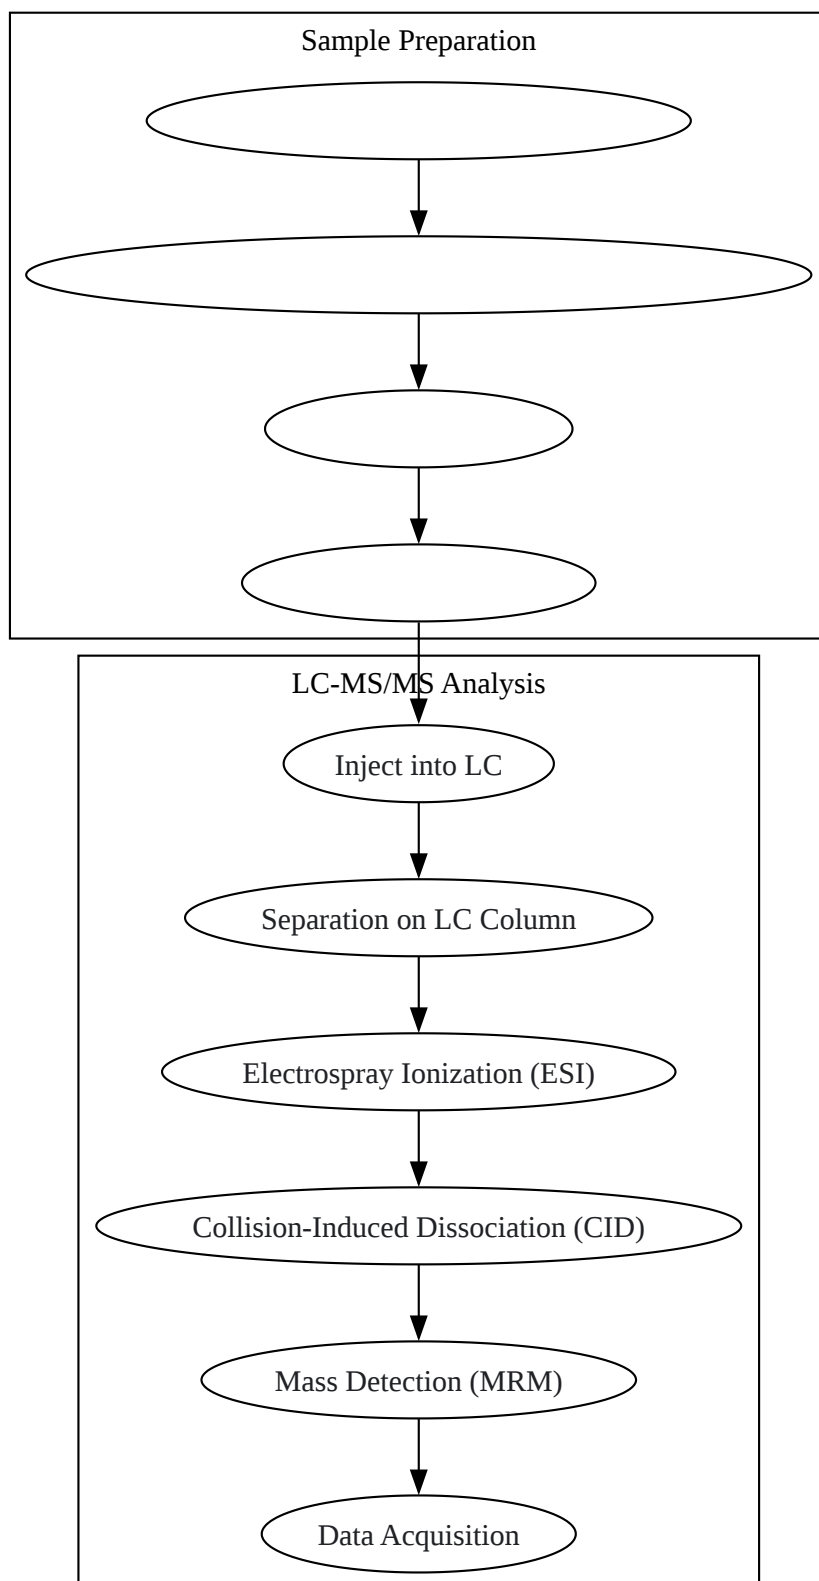 Sample Preparation
LC-MS/MS Analysis
Inject into LC
Separation on LC Column
Electrospray Ionization (ESI)
Collision-Induced Dissociation (CID)
Mass Detection (MRM)
Data Acquisition